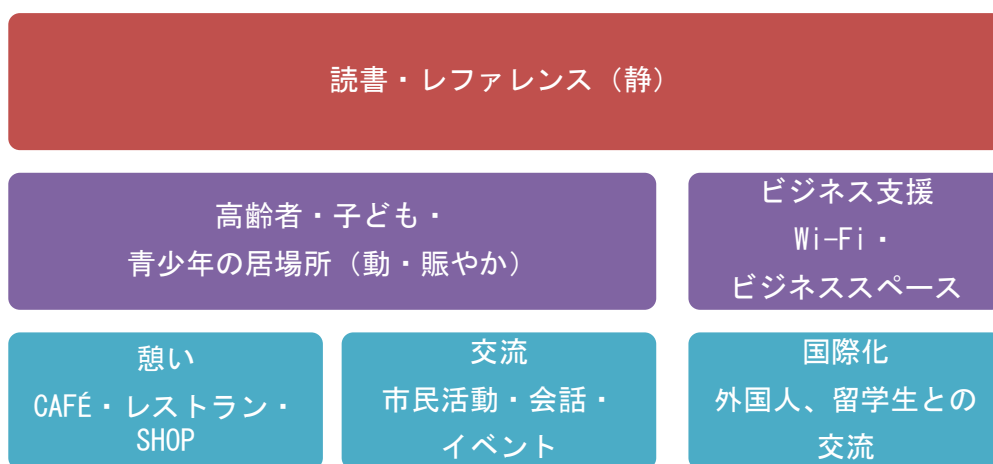 読書・レファレンス（静）
高齢者・子ども・
青少年の居場所（動・賑やか）
ビジネス支援
Wi-Fi・
ビジネススペース
憩い
CAFÉ・レストラン・
SHOP
交流
市民活動・会話・
イベント
国際化
外国人、留学生との
交流